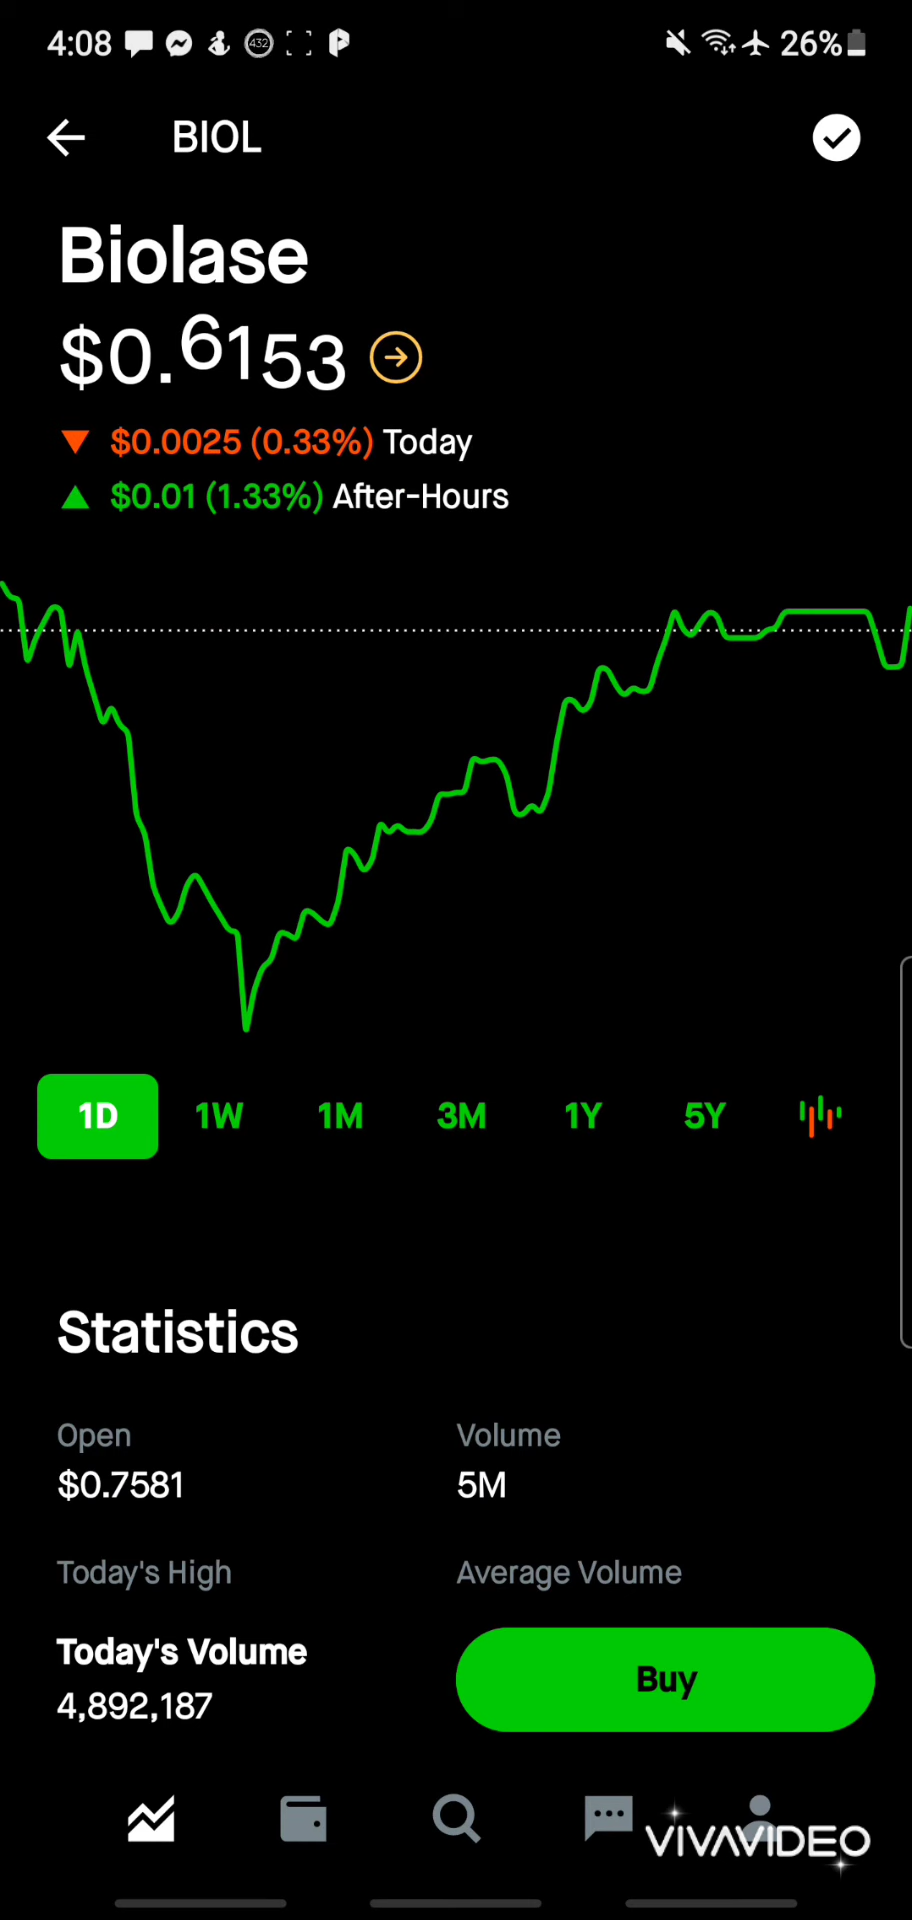 4:08
432
26%
BIOL
Biolase
$0.6153
$0.0025 (0.33%) Today
$0.01 (1.33%) After-Hours
1D 1W 1M 3M 1Y 5Y
Statistics
Open Volume
$0.7581 5M
Today's High Average Volume
Today's Volume
4,892,187
Buy
VIVAVIDEO